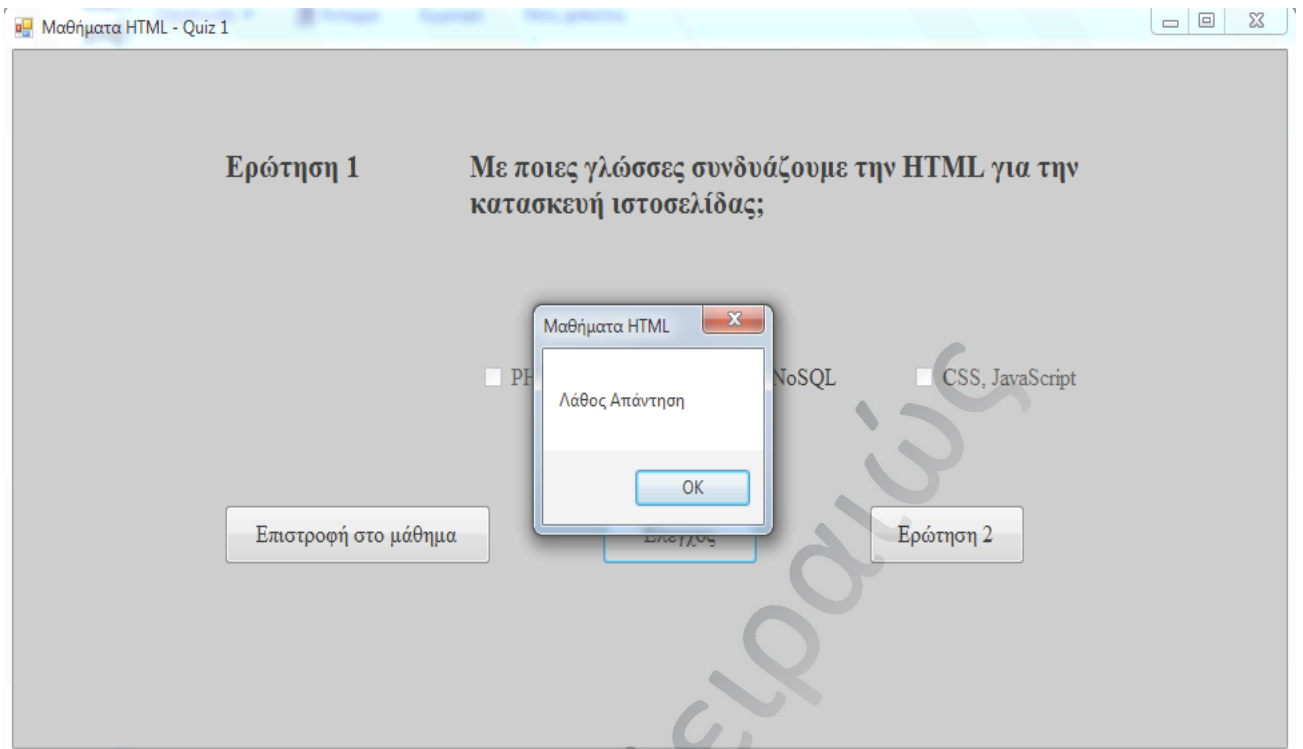 Μαθήματα HTML - Quiz 1
Ερώτηση 1
Με ποιες γλώσσες συνδυάζουμε την HTML για την
κατασκευή ιστοσελίδας;
Μαθήματα HTML
Λάθος Απάντηση
OK
NoSQL
CSS, JavaScript
Επιστροφή στο μάθημα
Έλεγχος
Ερώτηση 2